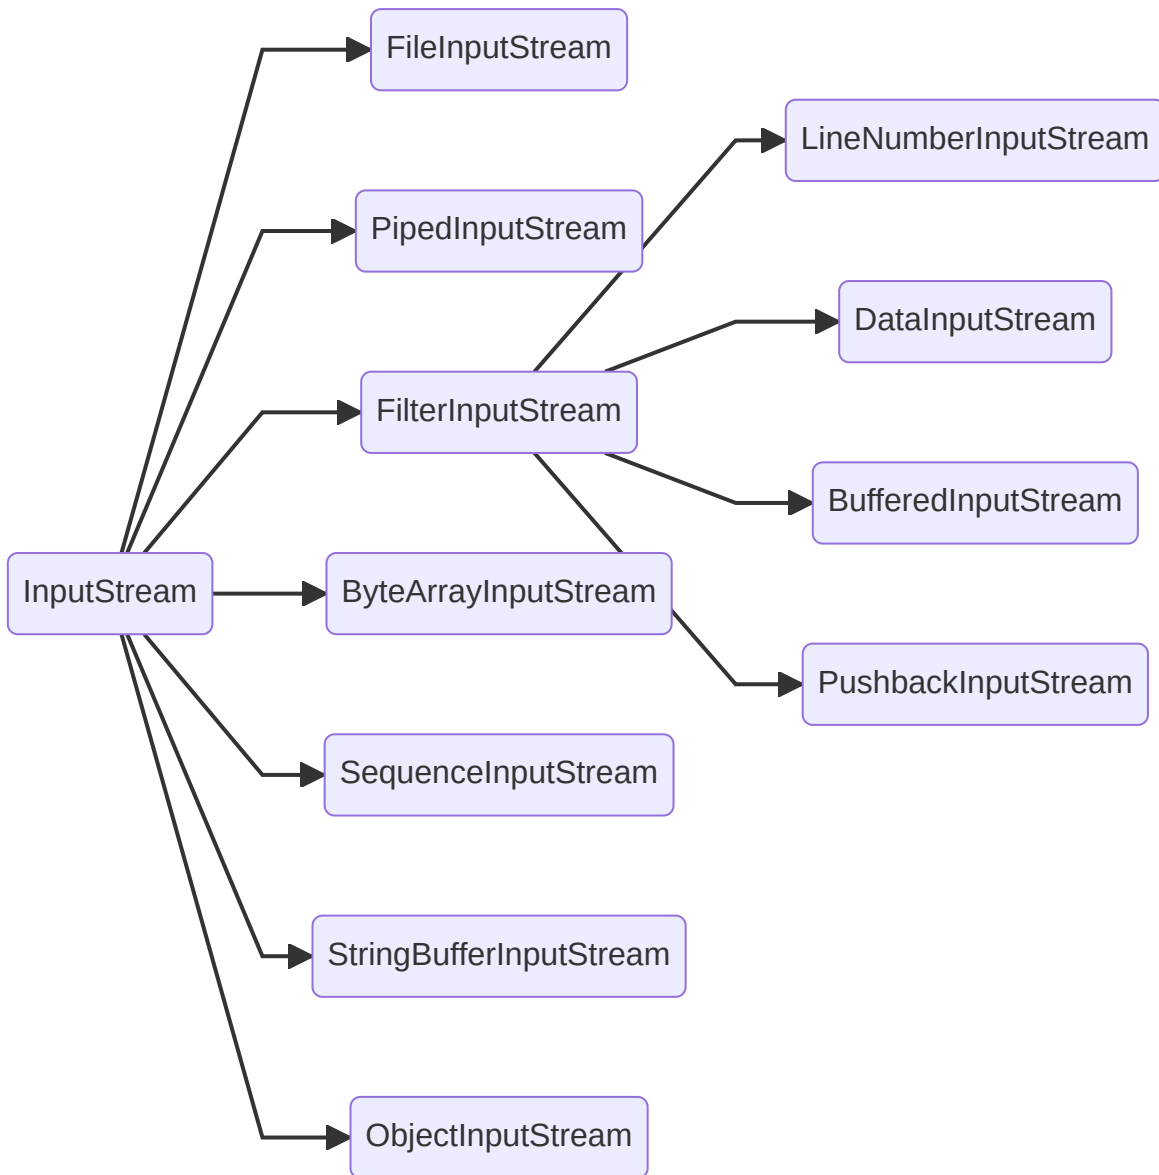 FileInputStream
LineNumberInputStream
PipedInputStream
DataInputStream
FilterInputStream
BufferedInputStream
InputStream
ByteArrayInputStream
PushbackInputStream
SequenceInputStream
StringBufferInputStream
ObjectInputStream